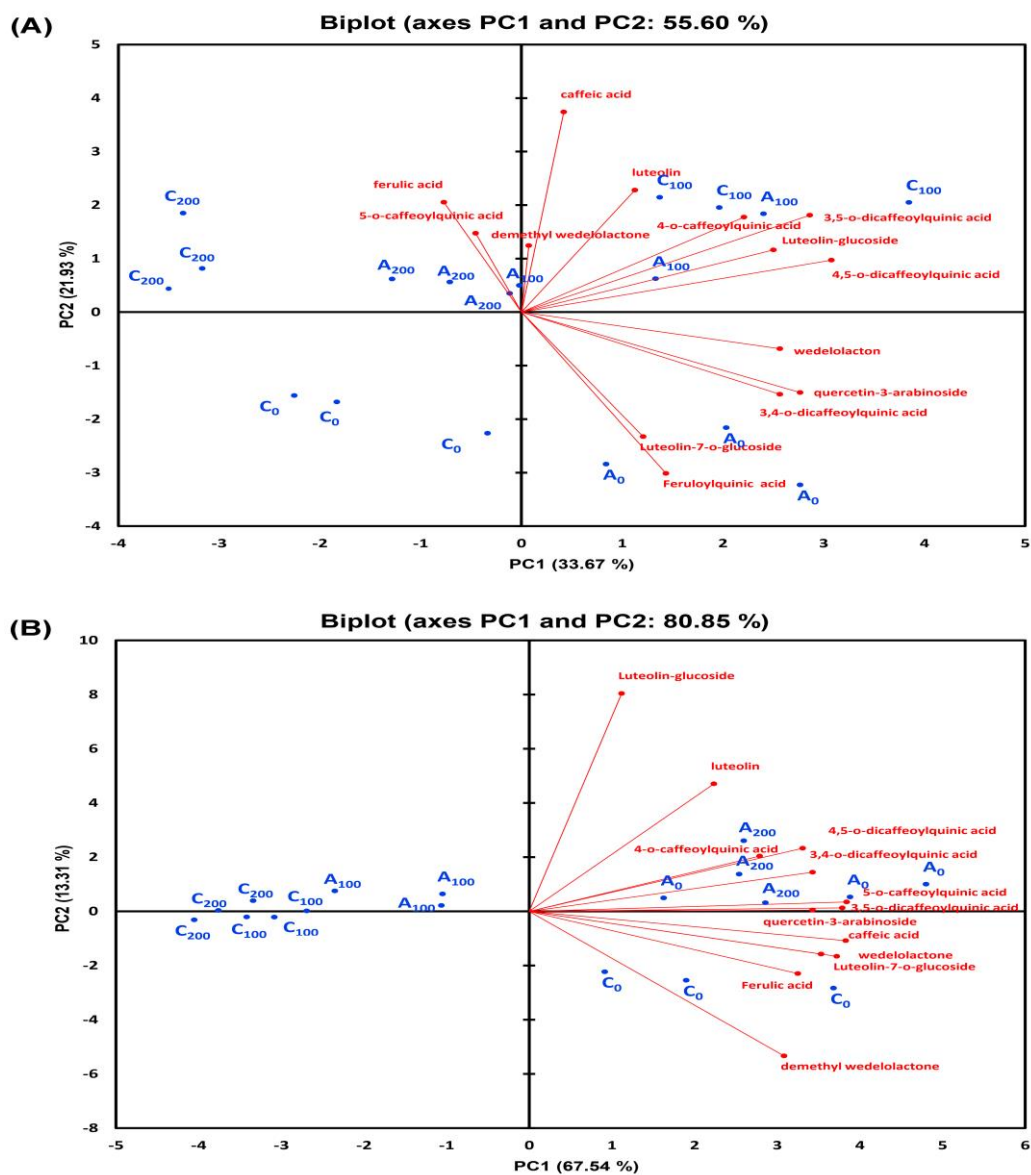 (A)
Biplot (axes PC1 and PC2: 55.60 %)
5
4
3
2
1
0
-1
-2
-3
-4
PC2 (21.93 %)
caffeic acid
luteolin
ferulic acid
5-o-caffeoylquinic acid
demethyl wedelolactone
C200
C200
C200
A200
A200
A200
A100
C100
C100
A100
C100
4-o-caffeoylquinic acid
3,5-o-dicaffeoylquinic acid
Luteolin-glucoside
A100
4,5-o-dicaffeoylquinic acid
wedelolacton
quercetin-3-arabinoside
3,4-o-dicaffeoylquinic acid
C0
C0
C0
A0
Luteolin-7-o-glucoside
A0
Feruloylquinic acid
A0
-4 -3 -2 -1 0 1 2 3 4 5
PC1 (33.67 %)
(B)
Biplot (axes PC1 and PC2: 80.85 %)
10
8
6
4
2
0
-2
-4
-6
-8
PC2 (13.31 %)
Luteolin-glucoside
luteolin
A200
4,5-o-dicaffeoylquinic acid
4-o-caffeoylquinic acid
3,4-o-dicaffeoylquinic acid
A200
A0
A0
A0
A200
5-o-caffeoylquinic acid
3,5-o-dicaffeoylquinic acid
quercetin-3-arabinoside
caffeic acid
wedelolactone
Luteolin-7-o-glucoside
Ferulic acid
C200
C200
C200
C100
C100
C100
A100
A100
A100
C0
C0
C0
demethyl wedelolactone
-5 -4 -3 -2 -1 0 1 2 3 4 5 6
PC1 (67.54 %)